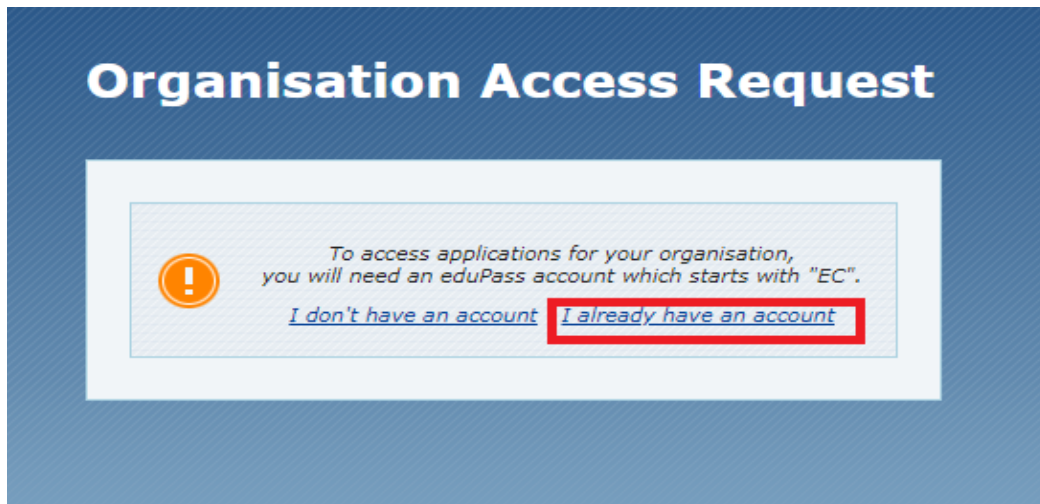 Organisation Access Request
To access applications for your organisation,
you will need an eduPass account which starts with "EC".
I don't have an account I already have an account